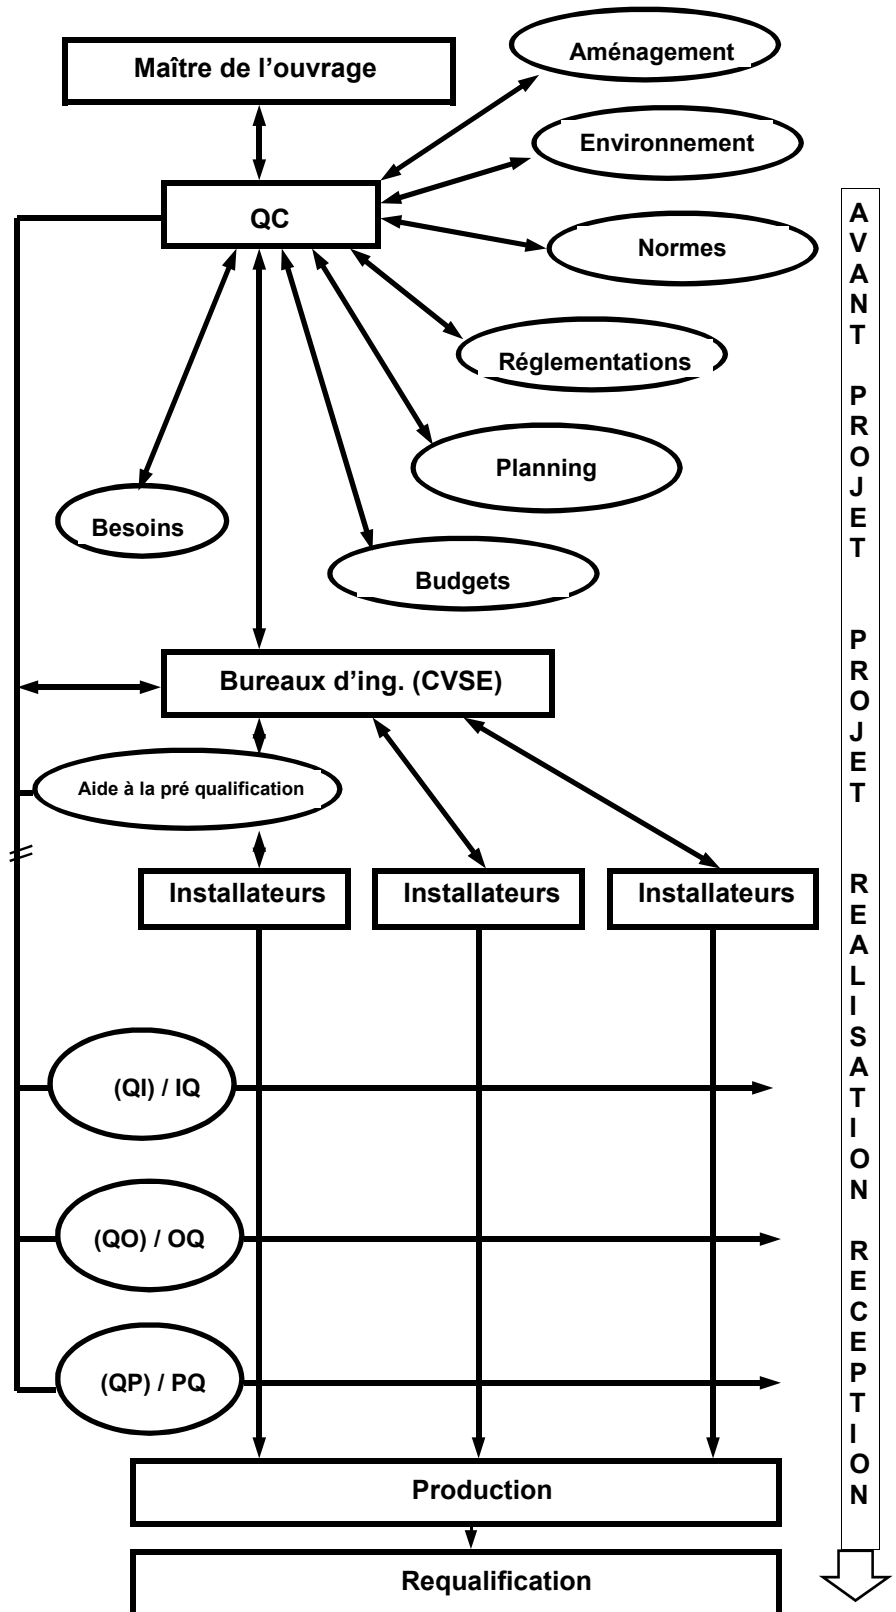 Maître de l’ouvrage
Aménagement
Environnement
QC
Normes
Réglementations
Planning
Besoins
Budgets
Bureaux d’ing. (CVSE)
Aide à la pré qualification
Installateurs
Installateurs
Installateurs
(QI) / IQ
(QO) / OQ
(QP) / PQ
Production
Requalification
AVANT
PROJET
PROJET
REALISATION
RECEPTION